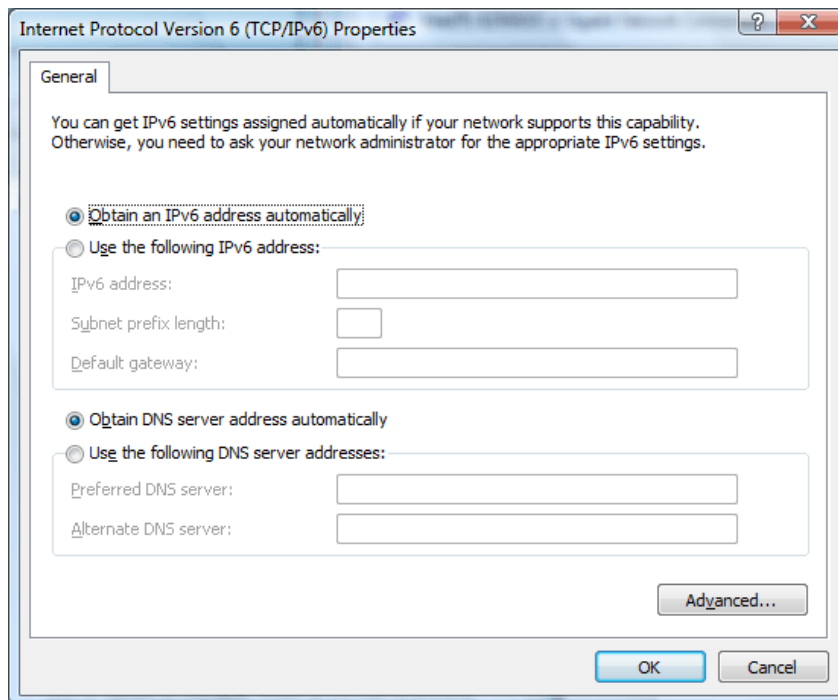 Internet Protocol Version 6 (TCP/IPv6) Properties
General
You can get IPv6 settings assigned automatically if your network supports this capability.
Otherwise, you need to ask your network administrator for the appropriate IPv6 settings.
Obtain an IPv6 address automatically
Use the following IPv6 address:
IPv6 address:
Subnet prefix length:
Default gateway:
Obtain DNS server address automatically
Use the following DNS server addresses:
Preferred DNS server:
Alternate DNS server:
Advanced...
OK Cancel